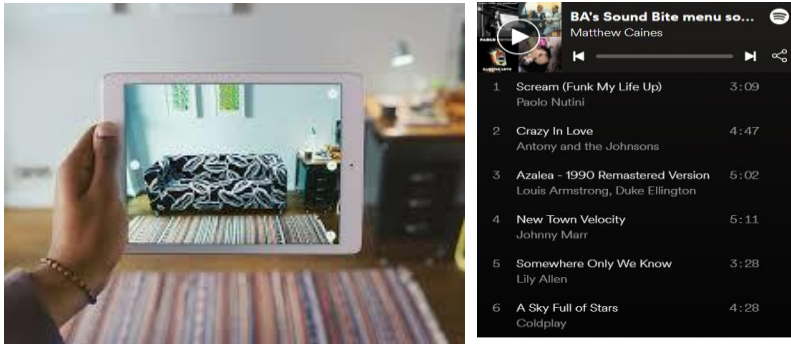 BA's Sound Bite menu so...
Matthew Caines
1 Scream (Funk My Life Up) 3:09
Paolo Nutini
2 Crazy In Love 4:47
Antony and the Johnsons
3 Azalea - 1990 Remastered Version 5:02
Louis Armstrong, Duke Ellington
4 New Town Velocity 5:11
Johnny Marr
5 Somewhere Only We Know 3:28
Lily Allen
6 A Sky Full of Stars 4:28
Coldplay